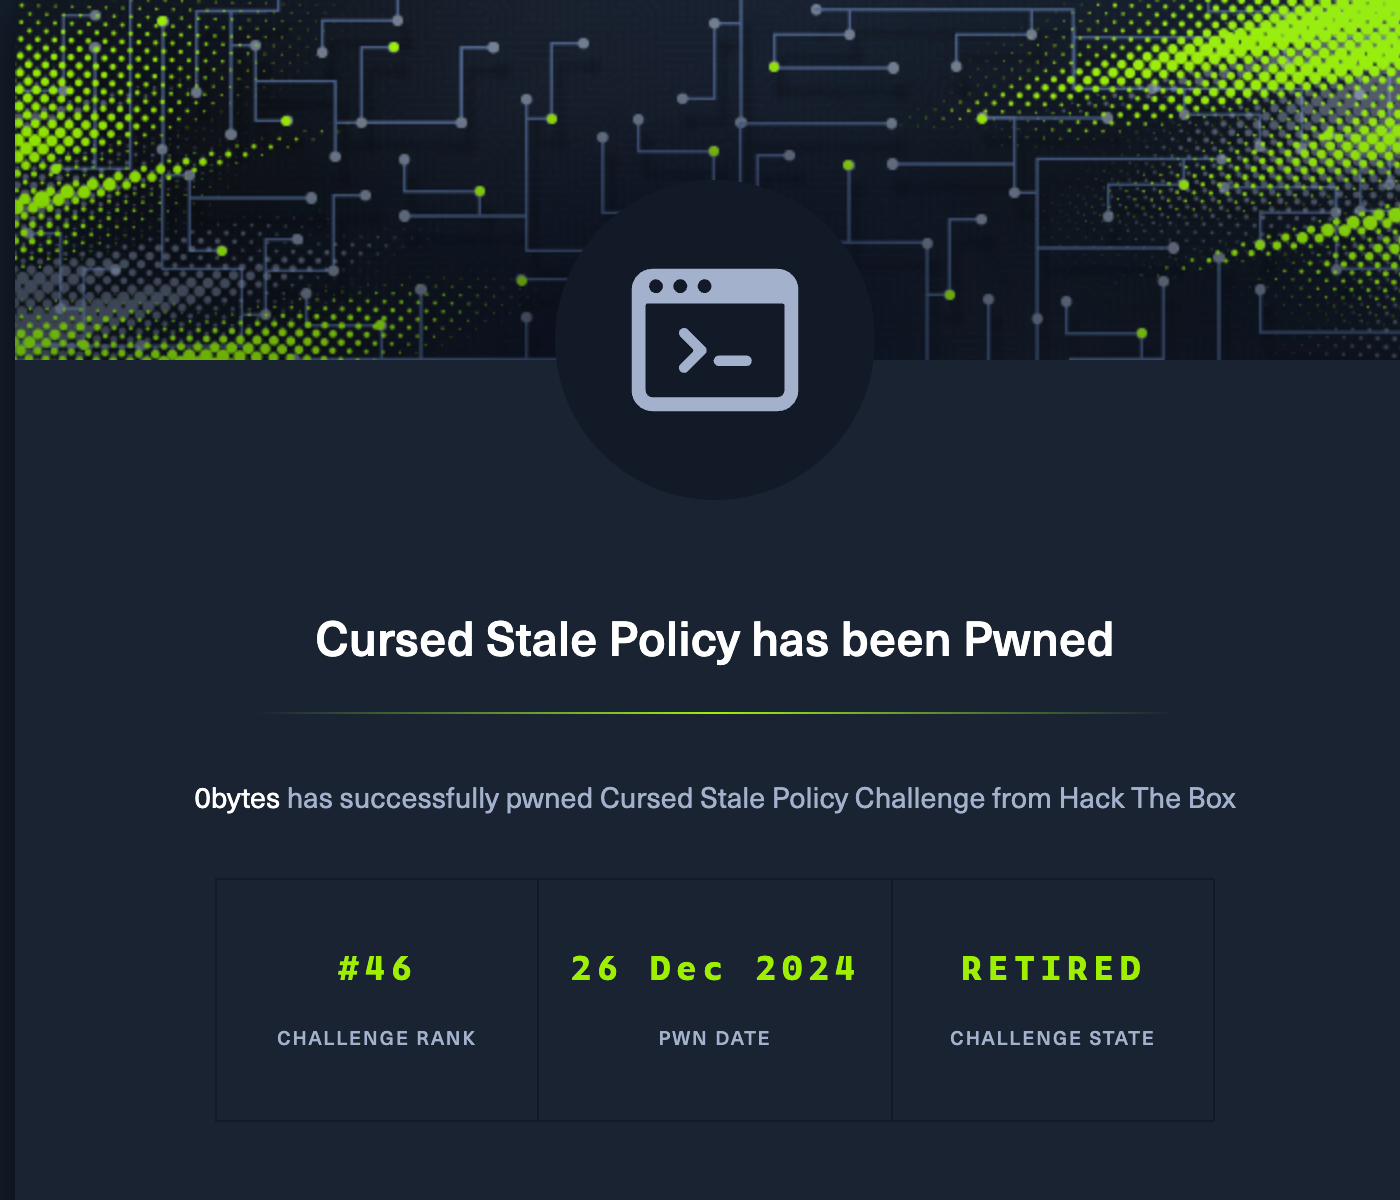 Cursed Stale Policy has been Pwned
0bytes has successfully pwned Cursed Stale Policy Challenge from Hack The Box
#46
CHALLENGE RANK
26 Dec 2024
PWN DATE
RETIRED
CHALLENGE STATE